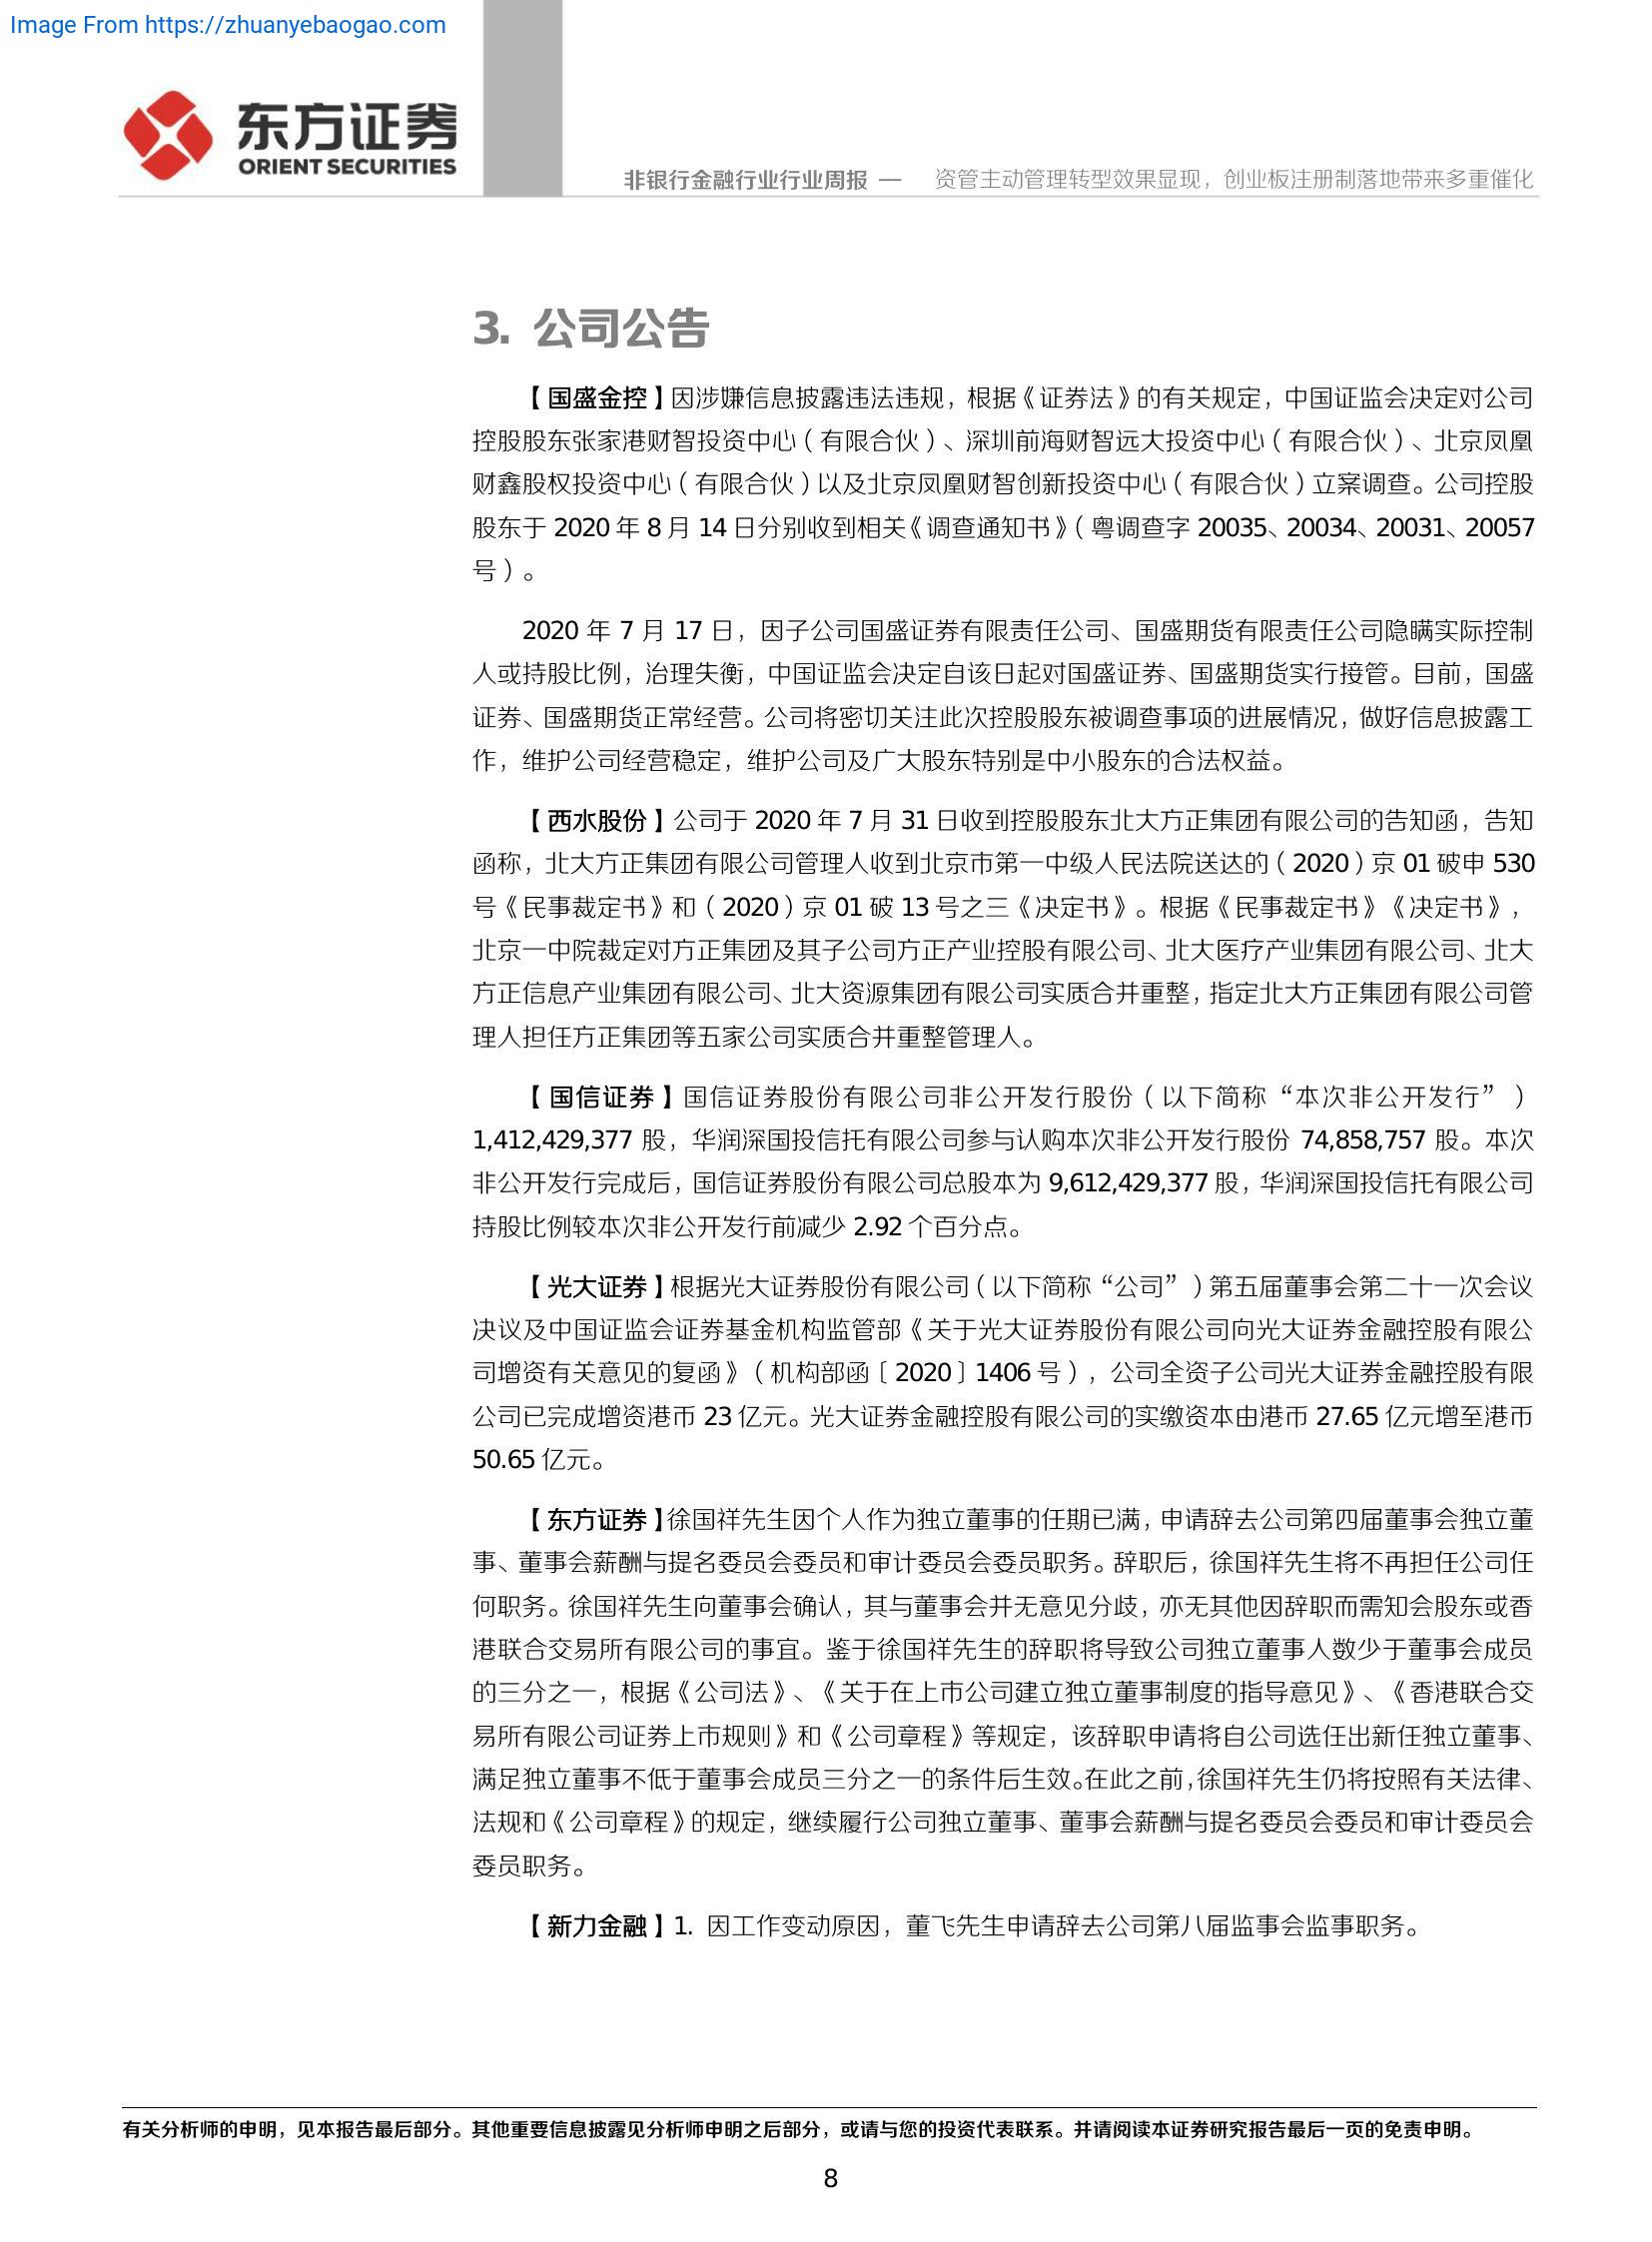 Image From https://zhuanyebaogao.com
东方证券
ORIENT SECURITIES
非银行金融行业行业周报 — 资管主动管理转型效果显现，创业板注册制落地带来多重催化
3. 公司公告
【国盛金控】因涉嫌信息披露违法违规，根据《证券法》的有关规定，中国证监会决定对公司
控股股东张家港财智投资中心（有限合伙）、深圳前海财智远大投资中心（有限合伙）、北京凤凰
财鑫股权投资中心（有限合伙）以及北京凤凰财智创新投资中心（有限合伙）立案调查。公司控股
股东于 2020 年 8 月 14 日分别收到相关《调查通知书》（粤调查字 20035、20034、20031、20057
号）。
2020 年 7 月 17 日，因子公司国盛证券有限责任公司、国盛期货有限责任公司隐瞒实际控制
人或持股比例，治理失衡，中国证监会决定自该日起对国盛证券、国盛期货实行接管。目前，国盛
证券、国盛期货正常经营。公司将密切关注此次控股股东被调查事项的进展情况，做好信息披露工
作，维护公司经营稳定，维护公司及广大股东特别是中小股东的合法权益。
【西水股份】公司于 2020 年 7 月 31 日收到控股股东北大方正集团有限公司的告知函，告知
函称，北大方正集团有限公司管理人收到北京市第一中级人民法院送达的（2020）京 01 破申 530
号《民事裁定书》和（2020）京 01 破 13 号之三《决定书》。根据《民事裁定书》《决定书》，
北京一中院裁定对方正集团及其子公司方正产业控股有限公司、北大医疗产业集团有限公司、北大
方正信息产业集团有限公司、北大资源集团有限公司实质合并重整，指定北大方正集团有限公司管
理人担任方正集团等五家公司实质合并重整管理人。
【国信证券】国信证券股份有限公司非公开发行股份（以下简称“本次非公开发行”）
1,412,429,377 股，华润深国投信托有限公司参与认购本次非公开发行股份 74,858,757 股。本次
非公开发行完成后，国信证券股份有限公司总股本为 9,612,429,377 股，华润深国投信托有限公司
持股比例较本次非公开发行前减少 2.92 个百分点。
【光大证券】根据光大证券股份有限公司（以下简称“公司”）第五届董事会第二十一次会议
决议及中国证监会证券基金机构监管部《关于光大证券股份有限公司向光大证券金融控股有限公
司增资有关意见的复函》（机构部函〔2020〕1406 号），公司全资子公司光大证券金融控股有限
公司已完成增资港币 23 亿元。光大证券金融控股有限公司的实缴资本由港币 27.65 亿元增至港币
50.65 亿元。
【东方证券】徐国祥先生因个人作为独立董事的任期已满，申请辞去公司第四届董事会独立董
事、董事会薪酬与提名委员会委员和审计委员会委员职务。辞职后，徐国祥先生将不再担任公司任
何职务。徐国祥先生向董事会确认，其与董事会并无意见分歧，亦无其他因辞职而需知会股东或香
港联合交易所有限公司的事宜。鉴于徐国祥先生的辞职将导致公司独立董事人数少于董事会成员
的三分之一，根据《公司法》、《关于在上市公司建立独立董事制度的指导意见》、《香港联合交
易所有限公司证券上市规则》和《公司章程》等规定，该辞职申请将自公司选任出新任独立董事、
满足独立董事不低于董事会成员三分之一的条件后生效。在此之前，徐国祥先生仍将按照有关法律、
法规和《公司章程》的规定，继续履行公司独立董事、董事会薪酬与提名委员会委员和审计委员会
委员职务。
【新力金融】1. 因工作变动原因，董飞先生申请辞去公司第八届监事会监事职务。
有关分析师的申明，见本报告最后部分。其他重要信息披露见分析师申明之后部分，或请与您的投资代表联系。并请阅读本证券研究报告最后一页的免责申明。
8